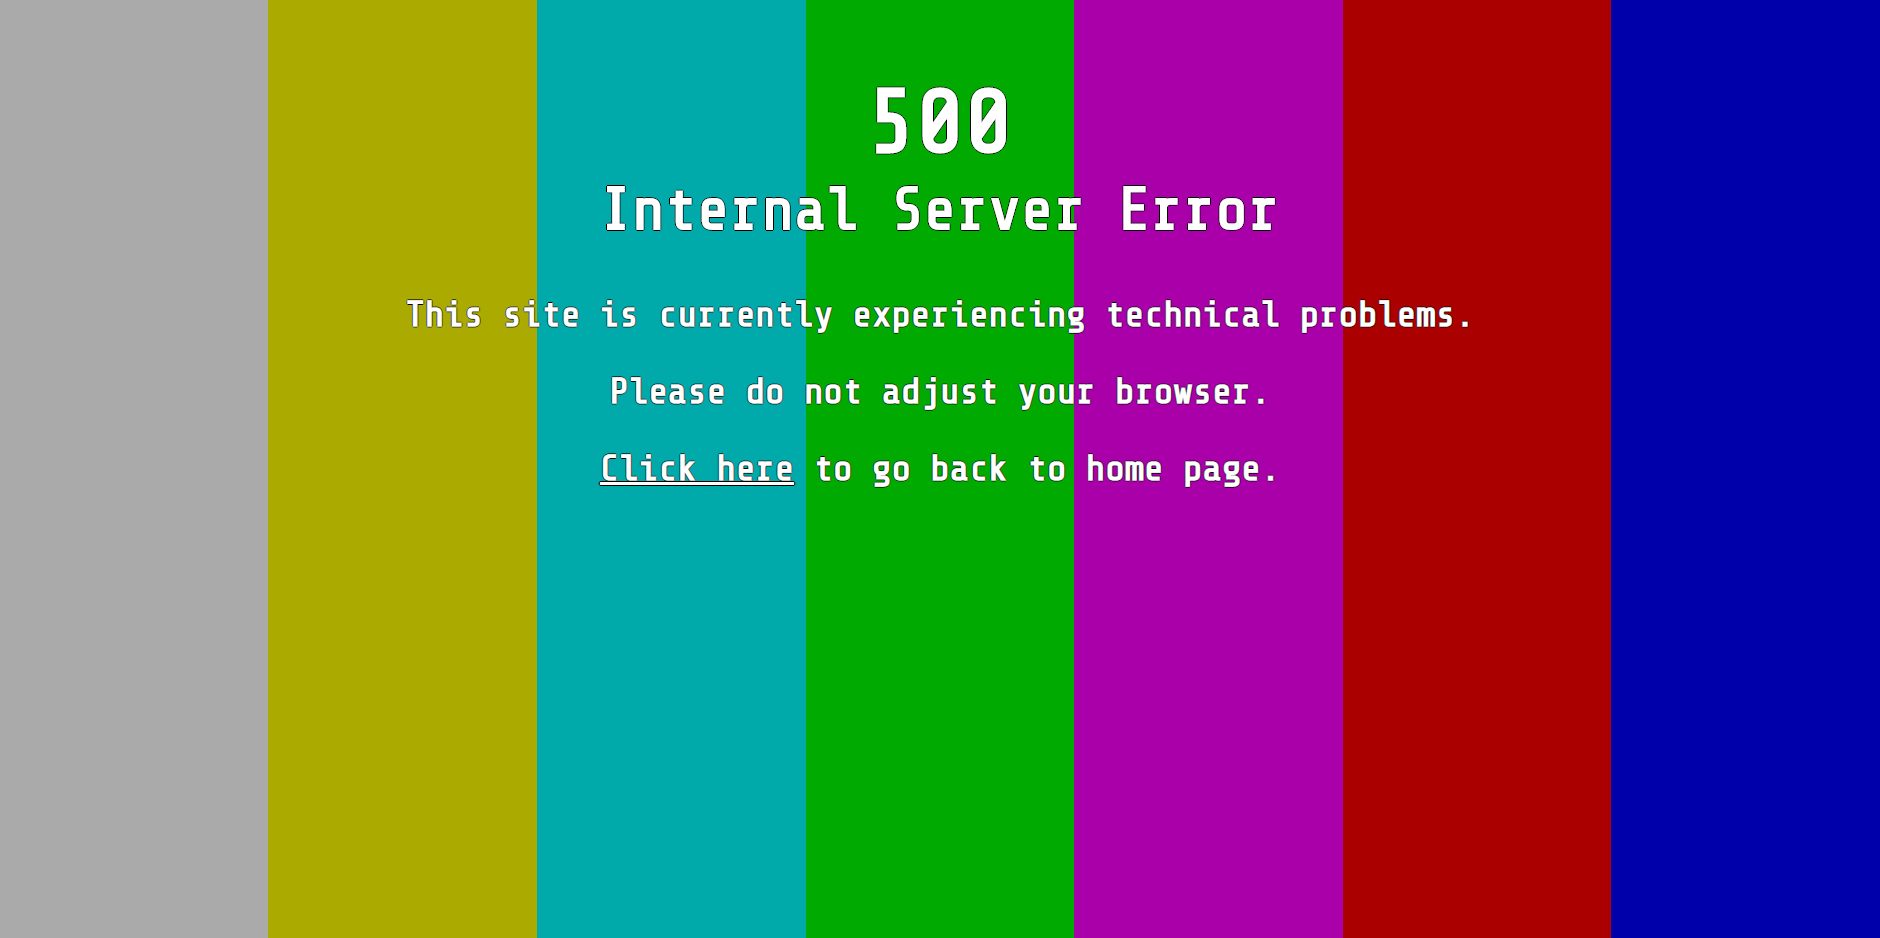 500
Internal Server Error
This site is currently experiencing technical problems.
Please do not adjust your browser.
Click here to go back to home page.